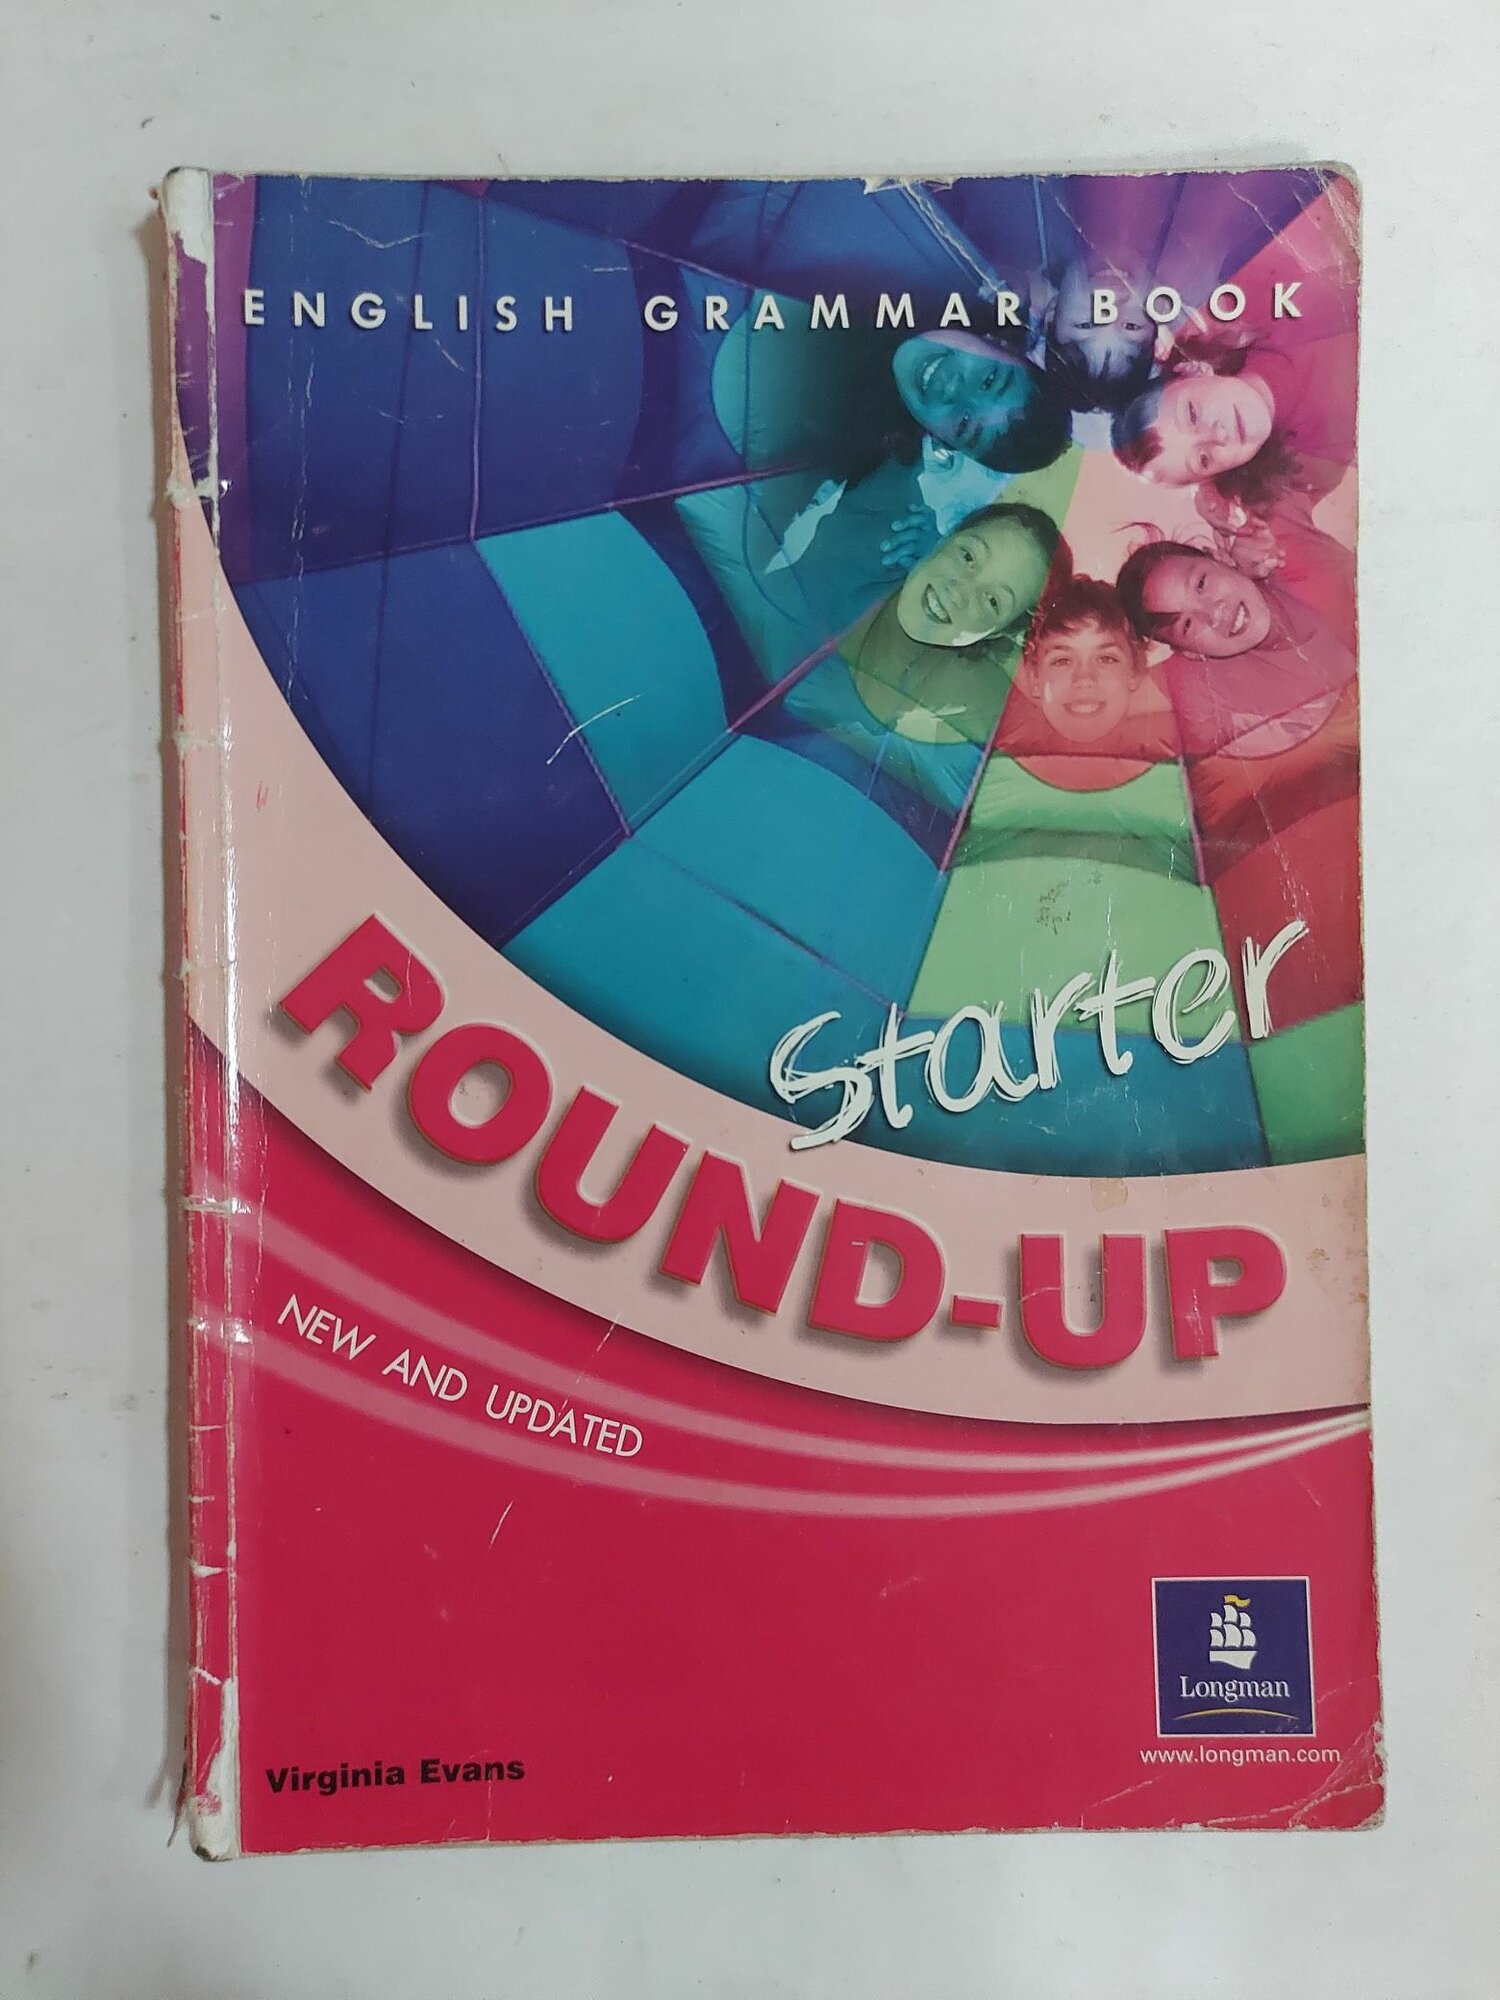 ENGLISH GRAMMAR BOOK
Starter
ROUND-UP
NEW AND UPDATED
Longman
www.longman.com
Virginia Evans